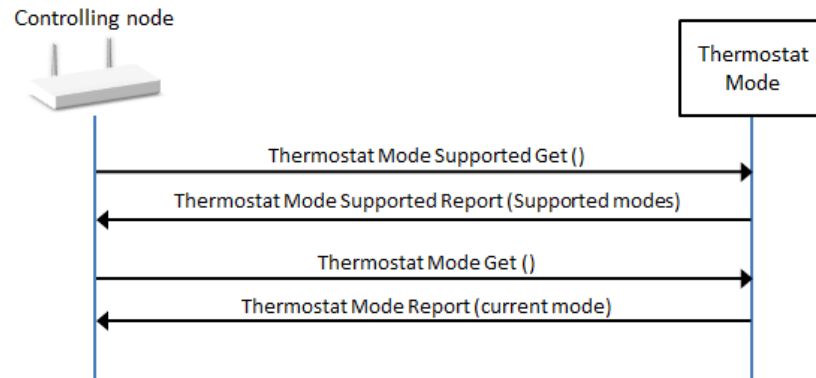 Controlling node
Thermostat
Mode
Thermostat Mode Supported Get ()
Thermostat Mode Supported Report (Supported modes)
Thermostat Mode Get ()
Thermostat Mode Report (current mode)